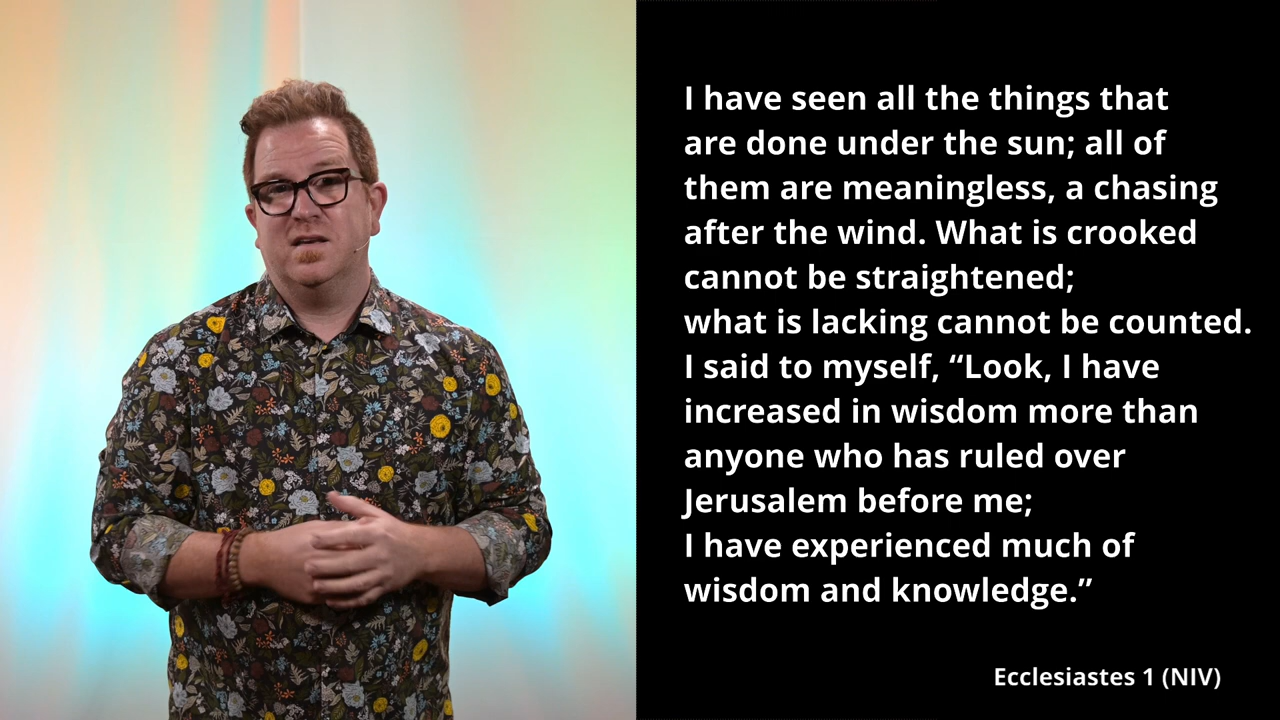 I have seen all the things that
are done under the sun; all of
them are meaningless, a chasing
after the wind. What is crooked
cannot be straightened;
what is lacking cannot be counted.
I said to myself, “Look, I have
increased in wisdom more than
anyone who has ruled over
Jerusalem before me;
I have experienced much of
wisdom and knowledge.”
Ecclesiastes 1 (NIV)